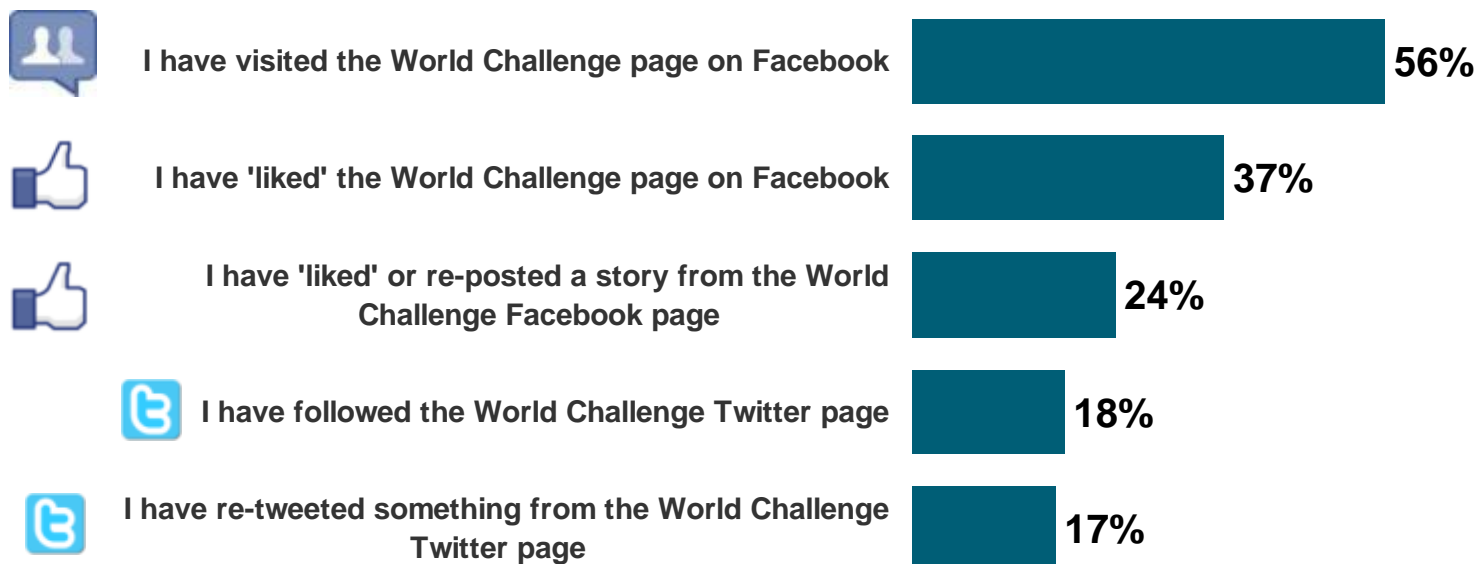 I have visited the World Challenge page on Facebook 56%
I have 'liked' the World Challenge page on Facebook 37%
I have 'liked' or re-posted a story from the World
Challenge Facebook page
24%
I have followed the World Challenge Twitter page 18%
I have re-tweeted something from the World Challenge
Twitter page
17%